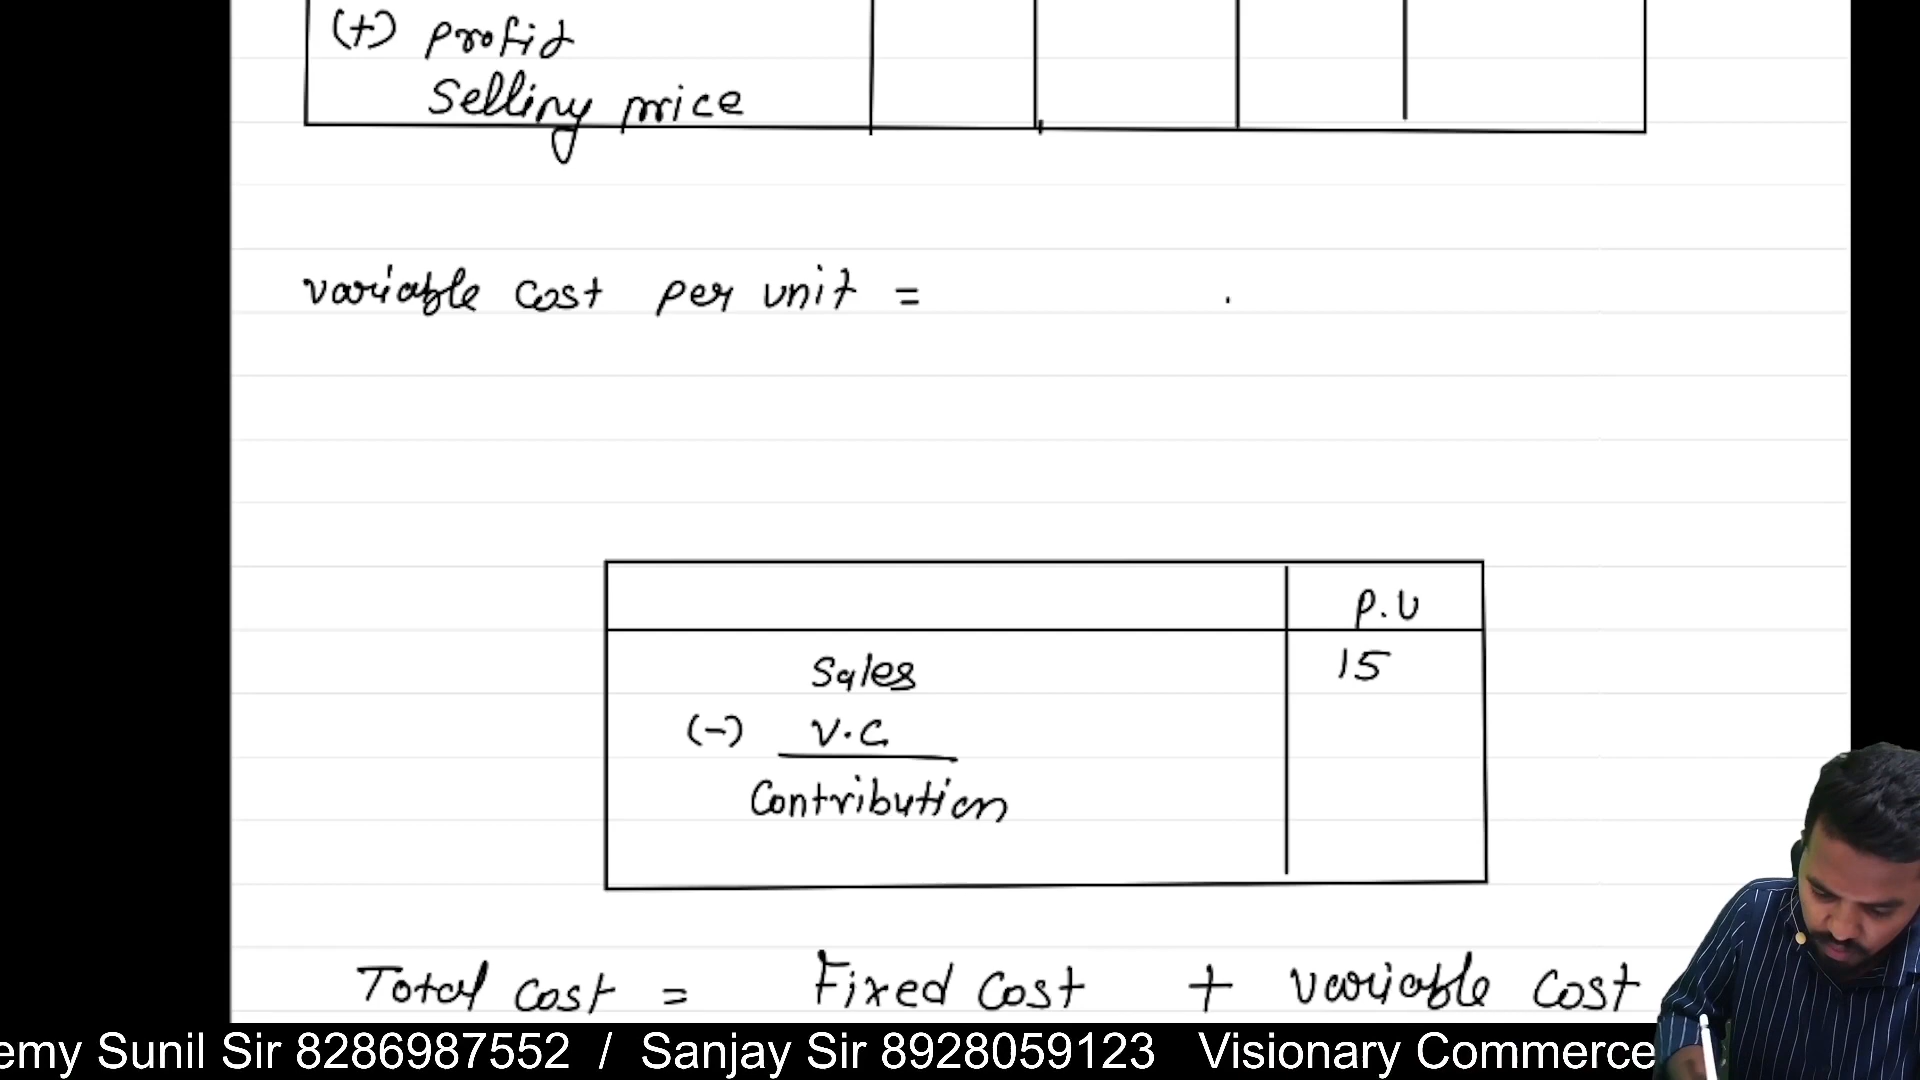 (+) profit
Selling price
variable cost per unit =
P.U
Sales 15
(-) V.C
Contribution
Total cost = Fixed cost + variable cost
emy Sunil Sir 8286987552 / Sanjay Sir 8928059123 Visionary Commerce